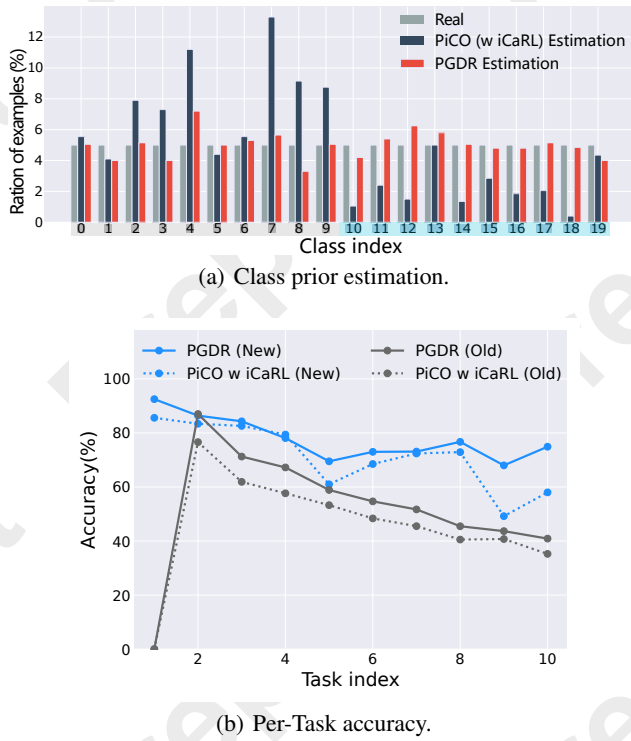 Real
PiCO (w iCaRL) Estimation
PGDR Estimation
Ration of examples (%)
12
10
8
6
4
2
0
0 1 2 3 4 5 6 7 8 9 10 11 12 13 14 15 16 17 18 19
Class index
(a) Class prior estimation.
PGDR (New) PGDR (Old)
PiCO w iCaRL (New) PiCO w iCaRL (Old)
Accuracy(%)
100
80
60
40
20
0
2 4 6 8 10
Task index
(b) Per-Task accuracy.